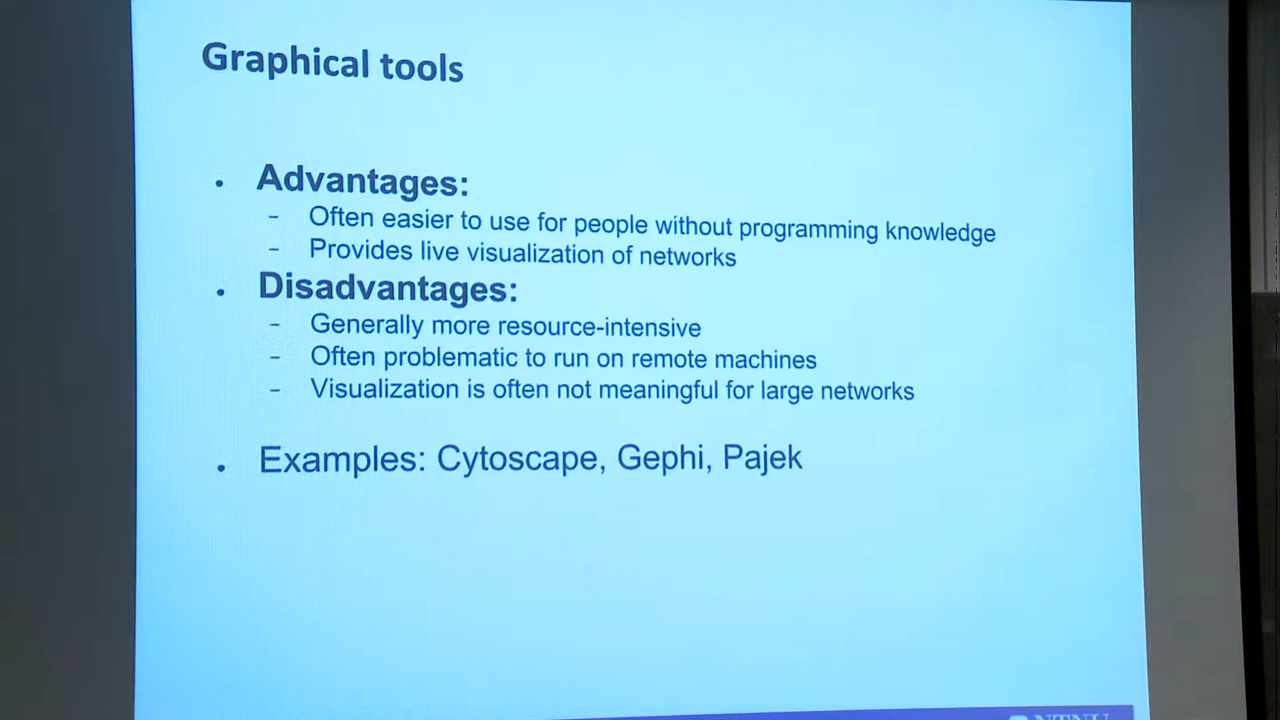 Graphical tools
• Advantages:
– Often easier to use for people without programming knowledge
– Provides live visualization of networks
• Disadvantages:
– Generally more resource-intensive
– Often problematic to run on remote machines
– Visualization is often not meaningful for large networks
• Examples: Cytoscape, Gephi, Pajek
NTNU